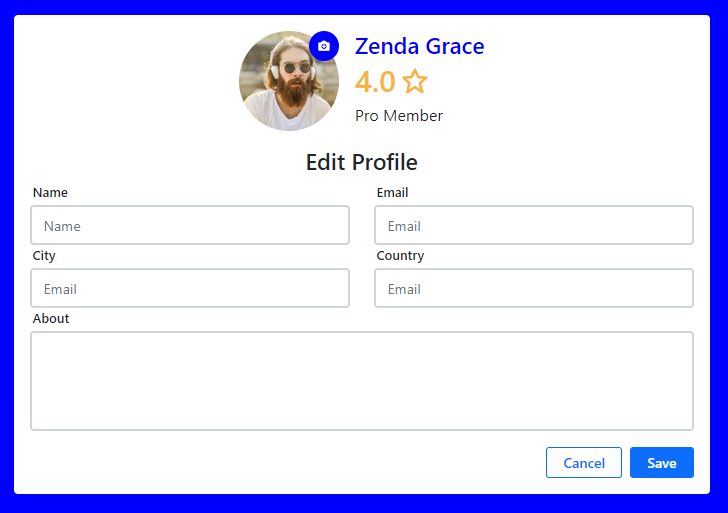 Zenda Grace
4.0
Pro Member
Edit Profile
Name Email
Name Email
City Country
Email Email
About
Cancel Save